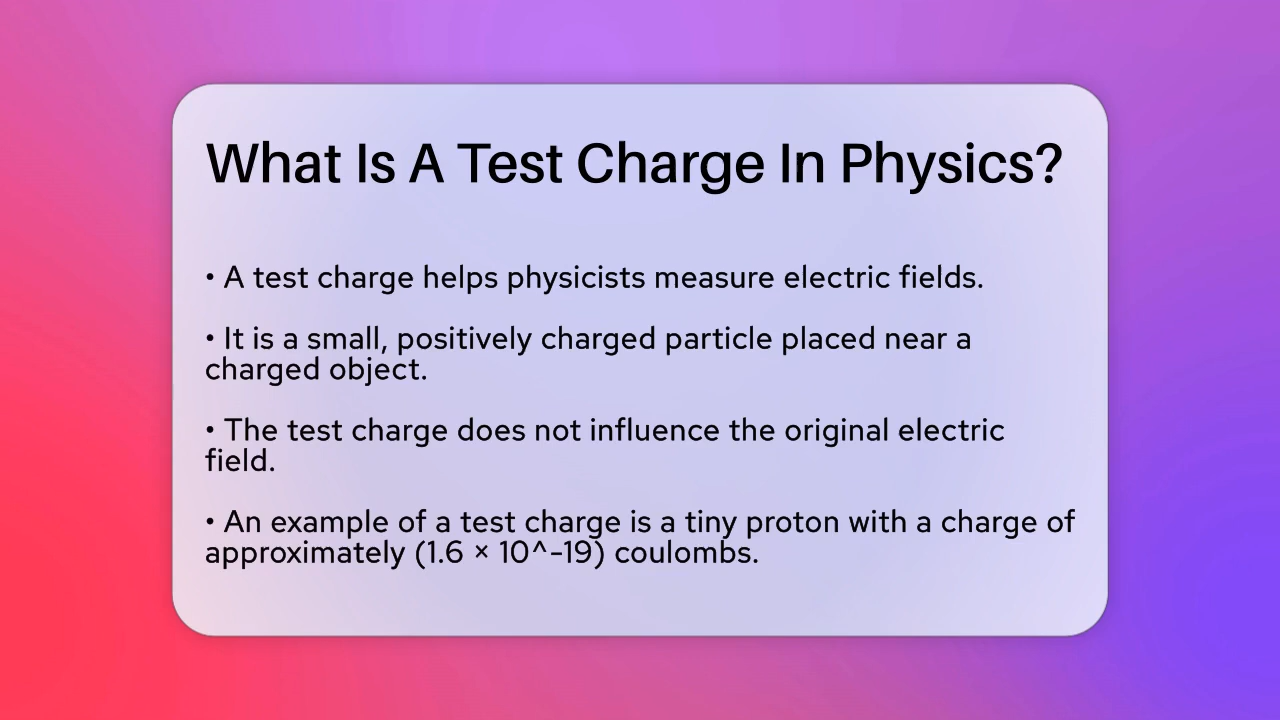 What Is A Test Charge In Physics?
• A test charge helps physicists measure electric fields.
• It is a small, positively charged particle placed near a
charged object.
• The test charge does not influence the original electric
field.
• An example of a test charge is a tiny proton with a charge of
approximately (1.6 × 10^-19) coulombs.